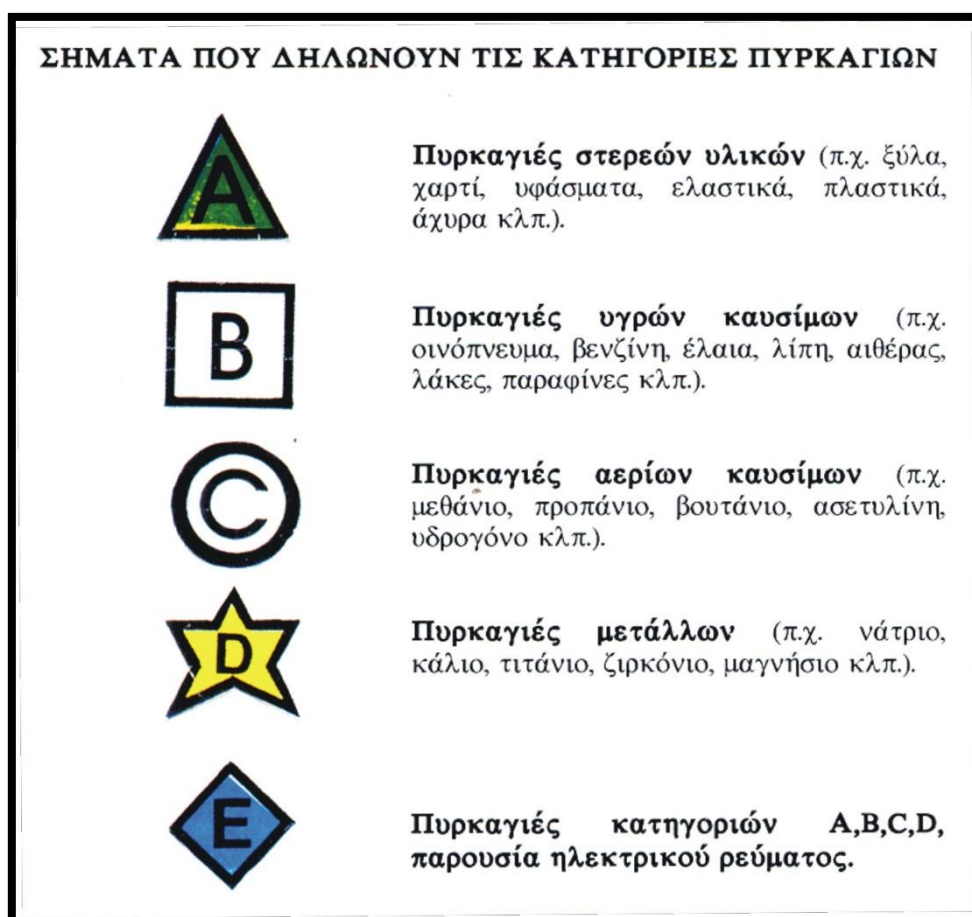 ΣΗΜΑΤΑ ΠΟΥ ΔΗΛΩΝΟΥΝ ΤΙΣ ΚΑΤΗΓΟΡΙΕΣ ΠΥΡΚΑΓΙΩΝ
A
Πυρκαγιές στερεών υλικών (π.χ. ξύλα,
χαρτί, υφάσματα, ελαστικά, πλαστικά,
άχυρα κλπ.).
B
Πυρκαγιές υγρών καυσίμων (π.χ.
οινόπνευμα, βενζίνη, έλαια, λίπη, αιθέρας,
λάκες, παραφίνες κλπ.).
C
Πυρκαγιές αερίων καυσίμων (π.χ.
μεθάνιο, προπάνιο, βουτάνιο, ασετυλίνη,
υδρογόνο κλπ.).
D
Πυρκαγιές μετάλλων (π.χ. νάτριο,
κάλιο, τιτάνιο, ζιρκόνιο, μαγνήσιο κλπ.).
E
Πυρκαγιές κατηγοριών A,B,C,D,
παρουσία ηλεκτρικού ρεύματος.